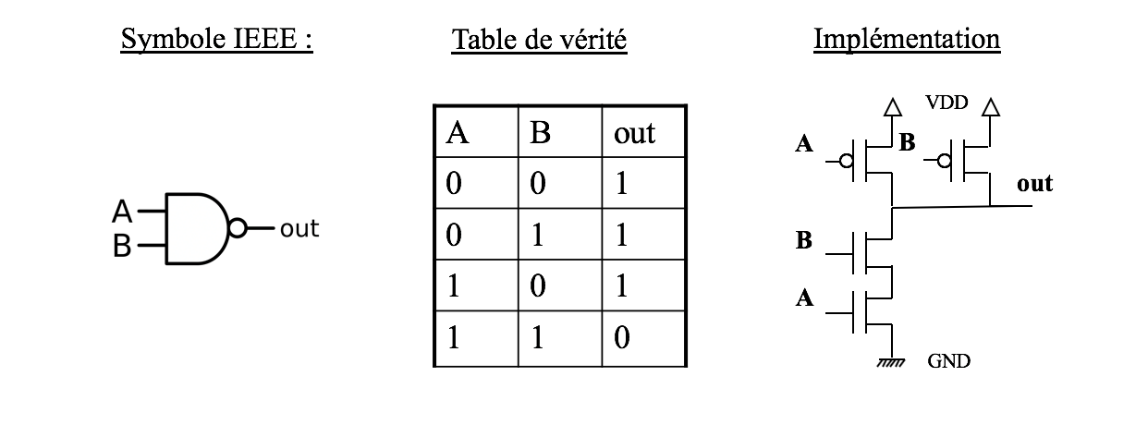 Symbole IEEE :
A
B
out
Table de vérité
A B out
0 0 1
0 1 1
1 0 1
1 1 0
Implémentation
VDD
A B
out
B
A
GND